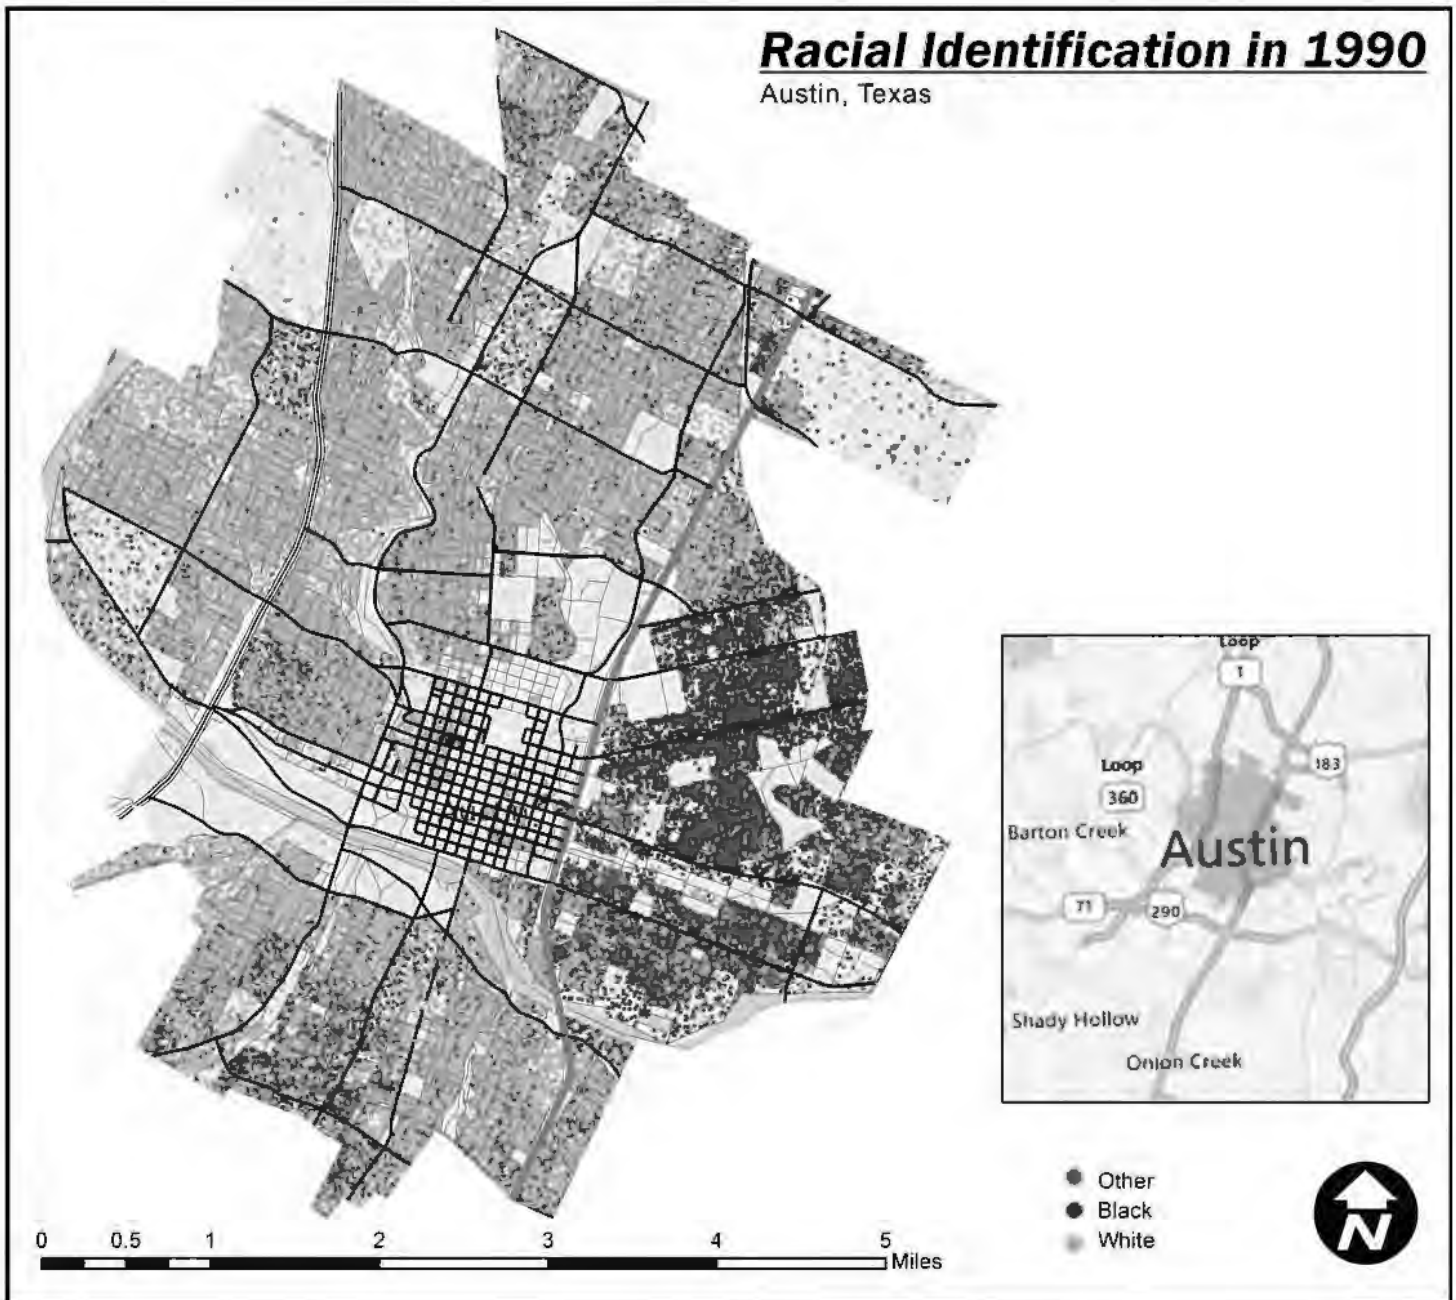 Racial Identification in 1990
Austin, Texas
Loop
1
183
Loop
360
Barton Creek
Austin
71
290
Shady Hollow
Onion Creek
Other
Black
White
N
0 0.5 1 2 3 4 5
Miles